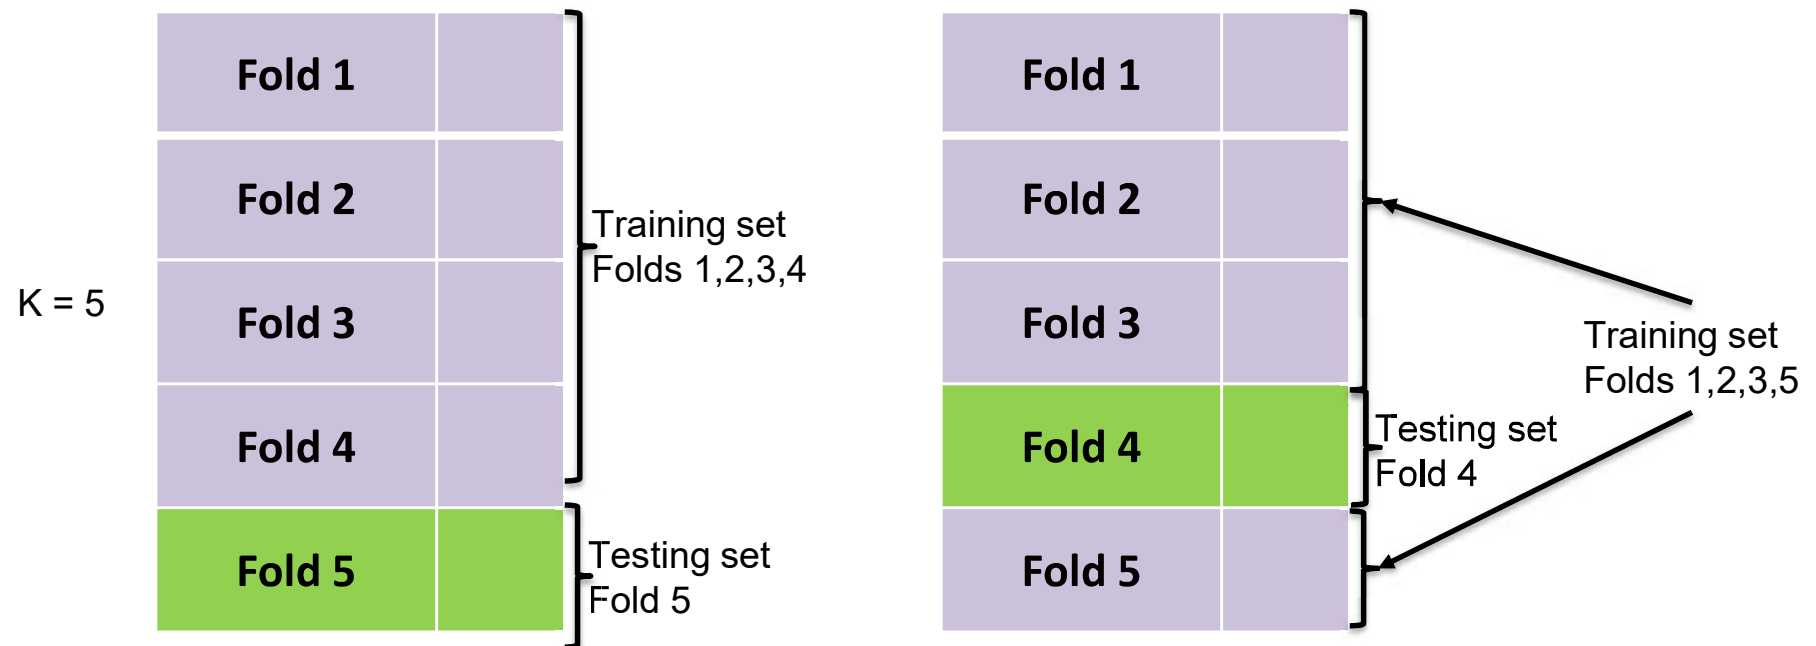 K = 5
Fold 1
Fold 2
Fold 3
Fold 4
Fold 5
Training set
Folds 1,2,3,4
Testing set
Fold 5
Fold 1
Fold 2
Fold 3
Fold 4
Fold 5
Testing set
Fold 4
Training set
Folds 1,2,3,5